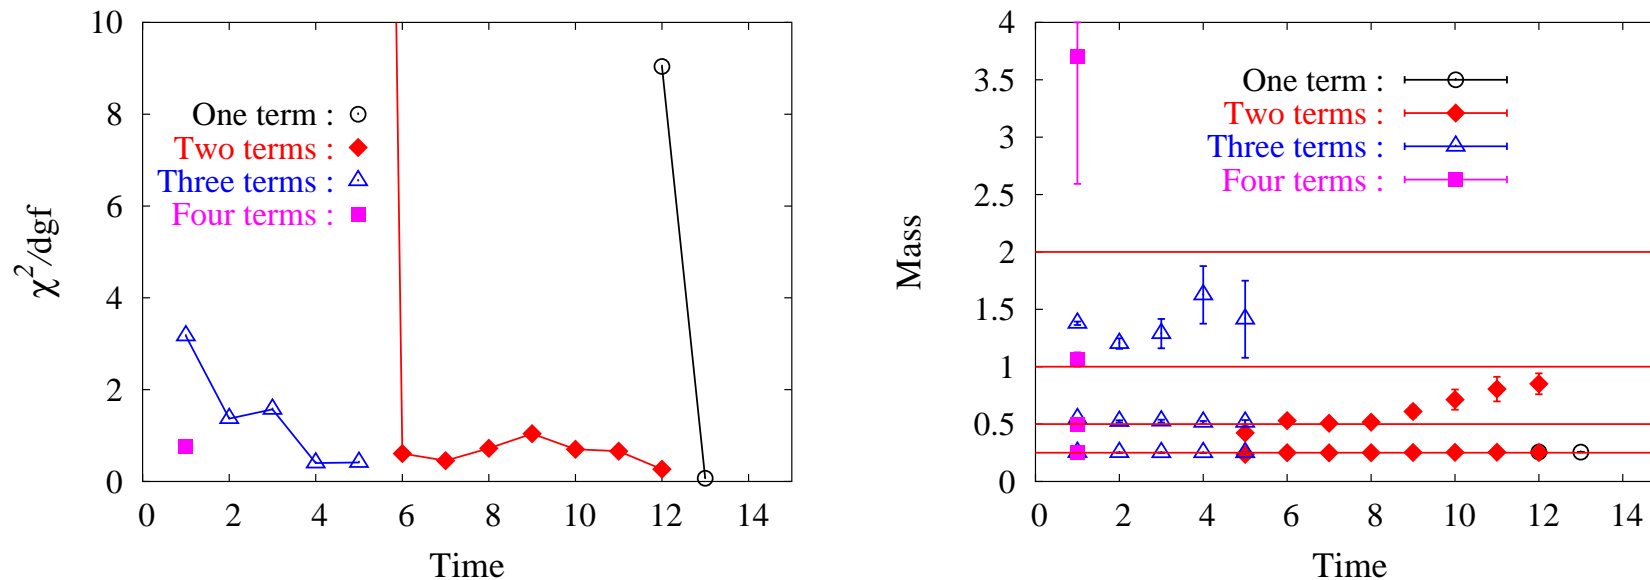 10
8
6
4
2
0
χ²/dgf
One term :
Two terms :
Three terms :
Four terms :
0 2 4 6 8 10 12 14
Time
4
3.5
3
2.5
2
1.5
1
0.5
0
Mass
One term :
Two terms :
Three terms :
Four terms :
0 2 4 6 8 10 12 14
Time